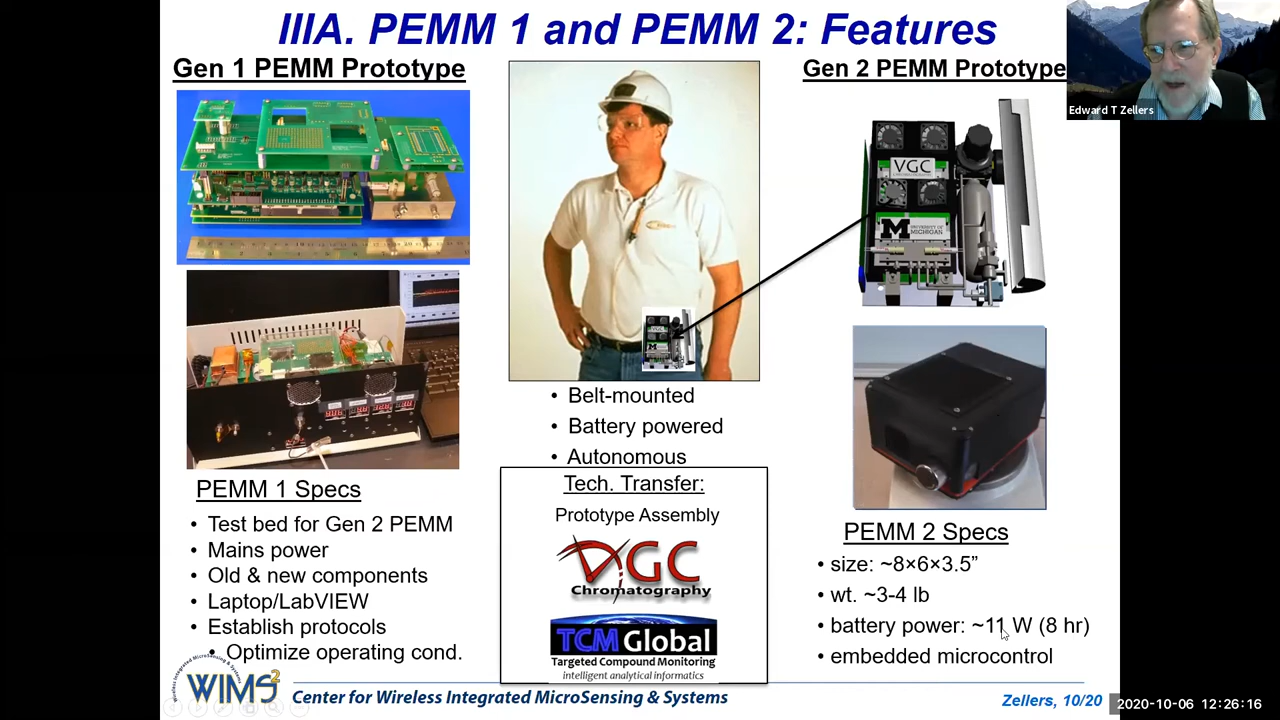 IIIA. PEMM 1 and PEMM 2: Features
Gen 1 PEMM Prototype
Gen 2 PEMM Prototype
Edward T Zellers
VGC
M
UNIVERSITY OF
MICHIGAN
• Belt-mounted
• Battery powered
• Autonomous
Tech. Transfer:
Prototype Assembly
VGC
Chromatography
TCM Global
Targeted Compound Monitoring
intelligent analytical informatics
PEMM 1 Specs
• Test bed for Gen 2 PEMM
• Mains power
• Old & new components
• Laptop/LabVIEW
• Establish protocols
• Optimize operating cond.
PEMM 2 Specs
• size: ~8×6×3.5”
• wt. ~3-4 lb
• battery power: ~11 W (8 hr)
• embedded microcontrol
Wireless Integrated MicroSensing & Systems
WIMS2
Center for Wireless Integrated MicroSensing & Systems
Zellers, 10/20
2020-10-06 12:26:16